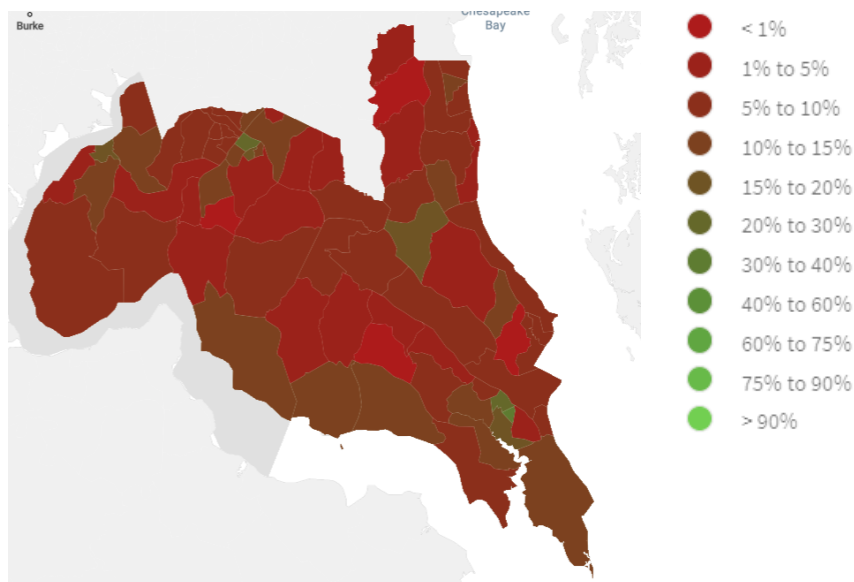 Burke
Chesapeake
Bay
< 1%
1% to 5%
5% to 10%
10% to 15%
15% to 20%
20% to 30%
30% to 40%
40% to 60%
60% to 75%
75% to 90%
> 90%